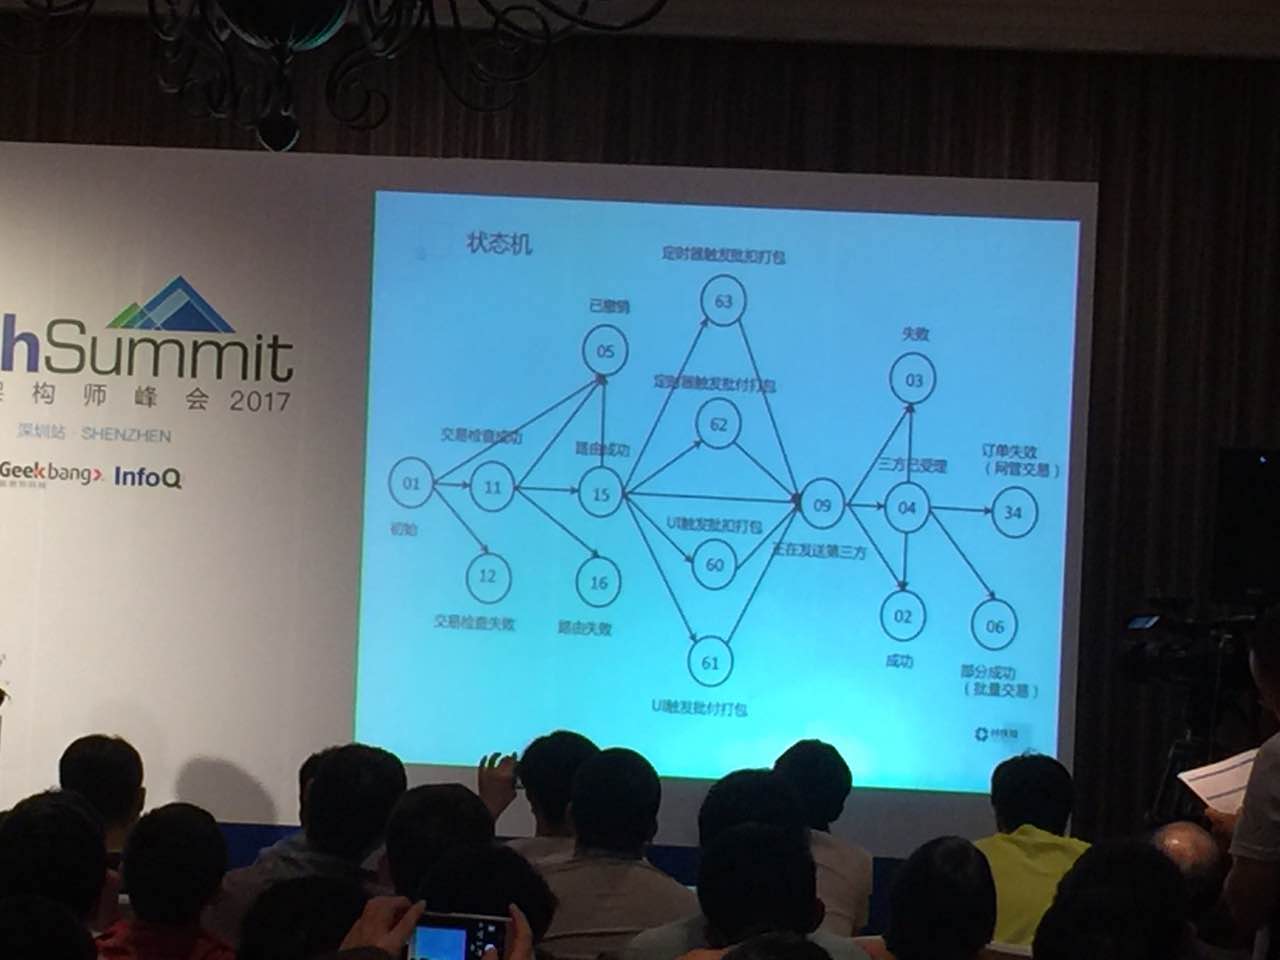 hSummit
构 师 峰 会 2017
深圳站 SHENZHEN
Geekbang>. InfoQ
状态机
定时器触发批扣打包
63
已撤销
05
失败
03
定时器触发批付打包
62
交易检查成功
路由成功
三方已受理
订单失败
（网管交易）
01
11
15
09
04
34
初始
UI触发批扣打包
正在发送第三方
12
16
60
02
06
交易检查失败
路由失败
61
成功
部分成功
（批量交易）
UI触发批付打包